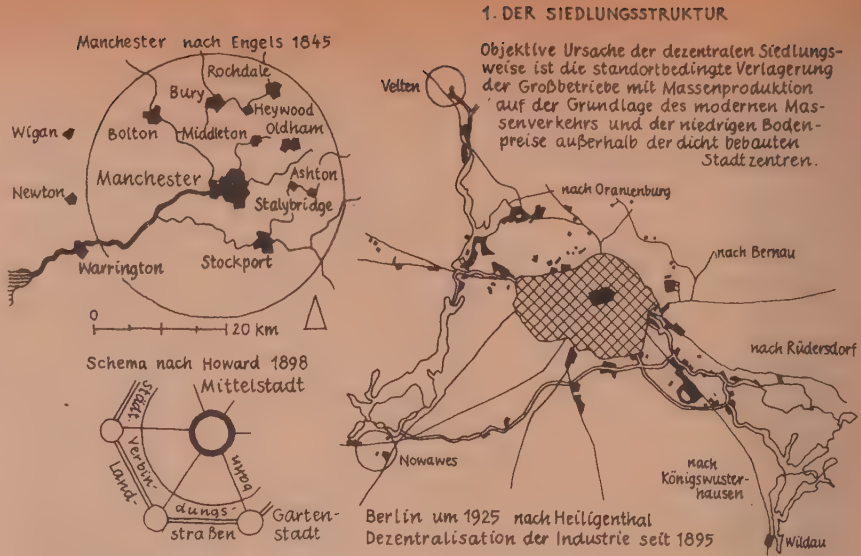 1. DER SIEDLUNGSSTRUKTUR
Objektive Ursache der dezentralen Siedlungs-
weise ist die standortbedingte Verlagerung
der Großbetriebe mit Massenproduktion
auf der Grundlage des modernen Mas-
senverkehrs und der niedrigen Boden-
preise außerhalb der dicht bebauten
Stadtzentren.
Manchester nach Engels 1845
Rochdale
Bury
Heywood
Bolton
Middleton
Oldham
Wigan
Manchester
Ashton
Newton
Stalybridge
Warrington
Stockport
0 20 km
Schema nach Howard 1898
Mittelstadt
Städt. Verbin-
dungs-
bahn
Land-
straßen
Garten-
stadt
Velten
nach Oranienburg
nach Bernau
nach Rüdersdorf
Nowawes
nach
Königswuster-
hausen
Wildau
Berlin um 1925 nach Heiligenthal
Dezentralisation der Industrie seit 1895